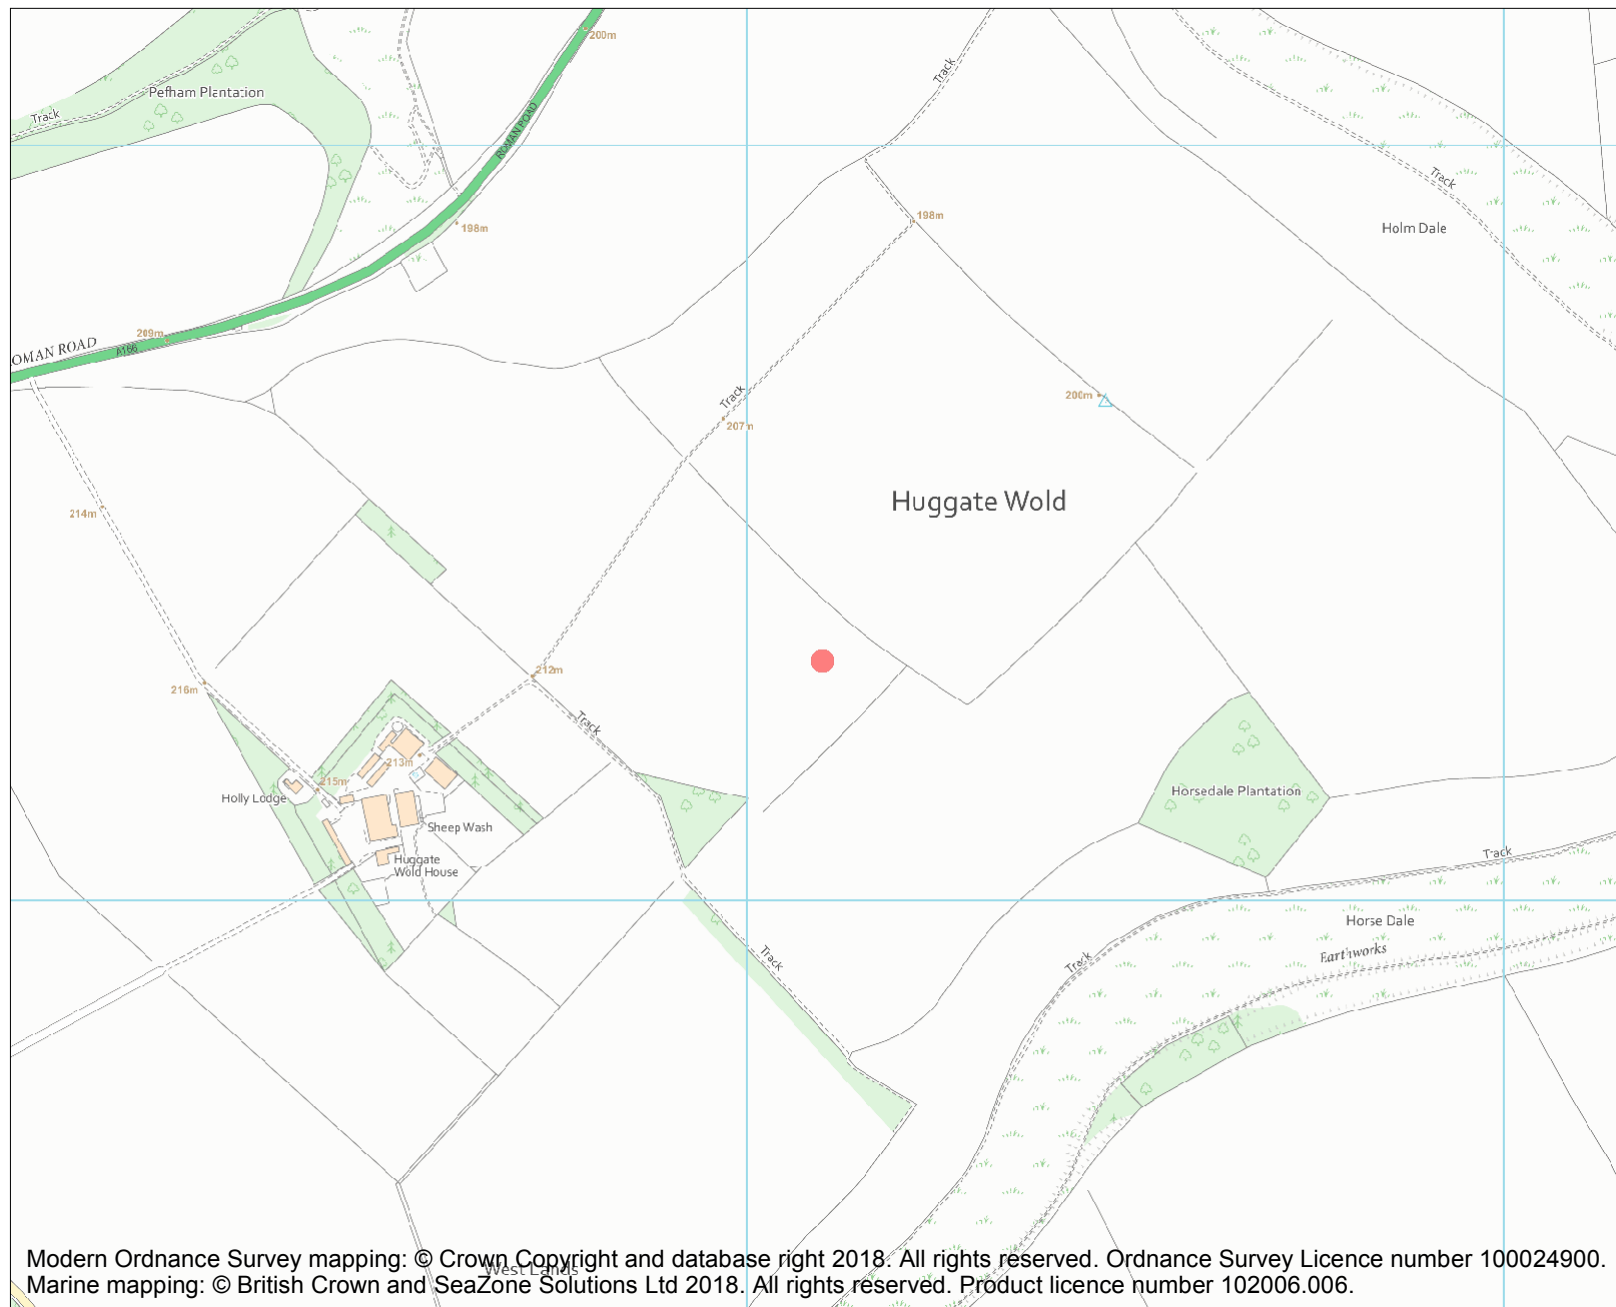 200m
Pefham Plantation
Track
Track
ROMAN ROAD
Track
198m
198m
Holm Dale
209m
OMAN ROAD
A166
Track
200m
207m
Huggate Wold
214m
212m
216m
Track
213m
215m
Holly Lodge
Horsedale Plantation
Sheep Wash
Huggate
Wold House
Track
Horse Dale
Track
Track
Earthworks
West Lands
Modern Ordnance Survey mapping: © Crown Copyright and database right 2018. All rights reserved. Ordnance Survey Licence number 100024900.
Marine mapping: © British Crown and SeaZone Solutions Ltd 2018. All rights reserved. Product licence number 102006.006.